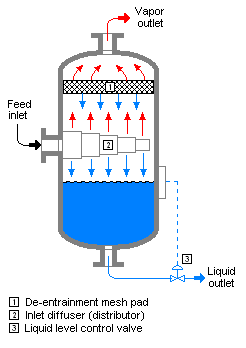 Vapor
outlet
1
Feed
inlet
2
3
Liquid
outlet
1 De-entrainment mesh pad
2 Inlet diffuser (distributor)
3 Liquid level control valve